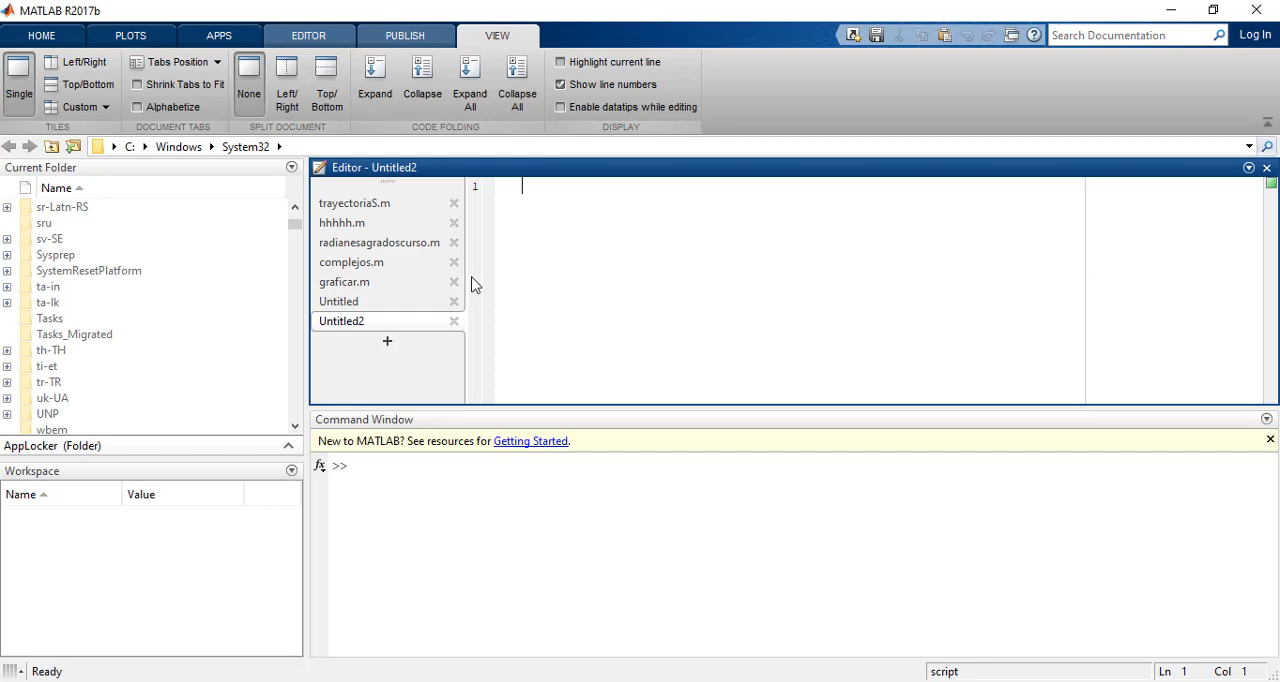 MATLAB R2017b
HOME PLOTS APPS EDITOR PUBLISH VIEW Search Documentation Log In
Single Left/Right Top/Bottom Custom
Tabs Position Shrink Tabs to Fit Alphabetize
None Left/Right Top/Bottom
Expand Collapse Expand All Collapse All
Highlight current line
Show line numbers
Enable datatips while editing
TILES DOCUMENT TABS SPLIT DOCUMENT CODE FOLDING DISPLAY
C: Windows System32
Current Folder
Name
sr-Latn-RS
sru
sv-SE
Sysprep
SystemResetPlatform
ta-in
ta-lk
Tasks
Tasks_Migrated
th-TH
ti-et
tr-TR
uk-UA
UNP
wbem
AppLocker (Folder)
Workspace
Name Value
Editor - Untitled2
trayectoriaS.m
hhhhh.m
radianesagradoscurso.m
complejos.m
graficar.m
Untitled
Untitled2
+
1
Command Window
New to MATLAB? See resources for Getting Started.
fx >>
Ready script Ln 1 Col 1